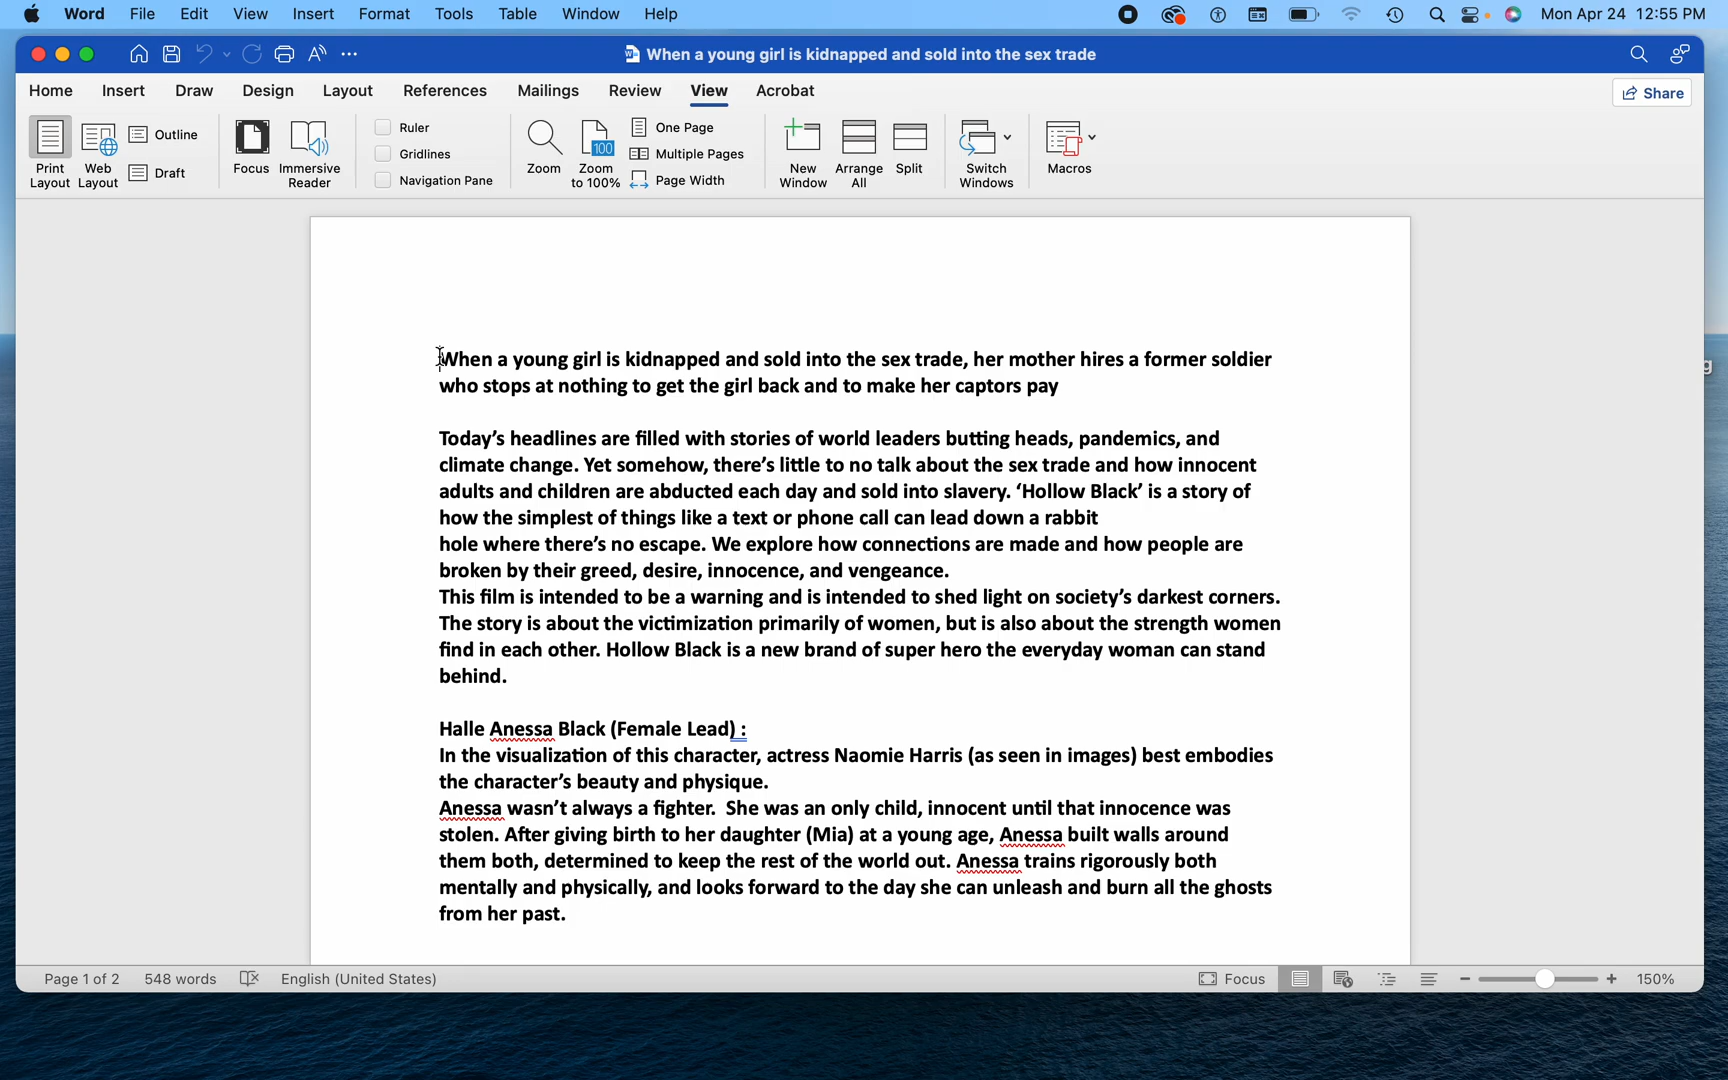 Word File Edit View Insert Format Tools Table Window Help Mon Apr 24 12:55 PM
When a young girl is kidnapped and sold into the sex trade
Home Insert Draw Design Layout References Mailings Review View Acrobat Share
Print Layout
Web Layout
Outline
Draft
Focus
Immersive Reader
Ruler
Gridlines
Navigation Pane
Zoom
100
Zoom to 100%
One Page
Multiple Pages
Page Width
New Window
Arrange All
Split
Switch Windows
Macros
When a young girl is kidnapped and sold into the sex trade, her mother hires a former soldier
who stops at nothing to get the girl back and to make her captors pay
Today’s headlines are filled with stories of world leaders butting heads, pandemics, and
climate change. Yet somehow, there’s little to no talk about the sex trade and how innocent
adults and children are abducted each day and sold into slavery. ‘Hollow Black’ is a story of
how the simplest of things like a text or phone call can lead down a rabbit
hole where there’s no escape. We explore how connections are made and how people are
broken by their greed, desire, innocence, and vengeance.
This film is intended to be a warning and is intended to shed light on society’s darkest corners.
The story is about the victimization primarily of women, but is also about the strength women
find in each other. Hollow Black is a new brand of super hero the everyday woman can stand
behind.
Halle Anessa Black (Female Lead) :
In the visualization of this character, actress Naomie Harris (as seen in images) best embodies
the character’s beauty and physique.
Anessa wasn’t always a fighter.  She was an only child, innocent until that innocence was
stolen. After giving birth to her daughter (Mia) at a young age, Anessa built walls around
them both, determined to keep the rest of the world out. Anessa trains rigorously both
mentally and physically, and looks forward to the day she can unleash and burn all the ghosts
from her past.
Page 1 of 2 548 words English (United States) Focus 150%
g